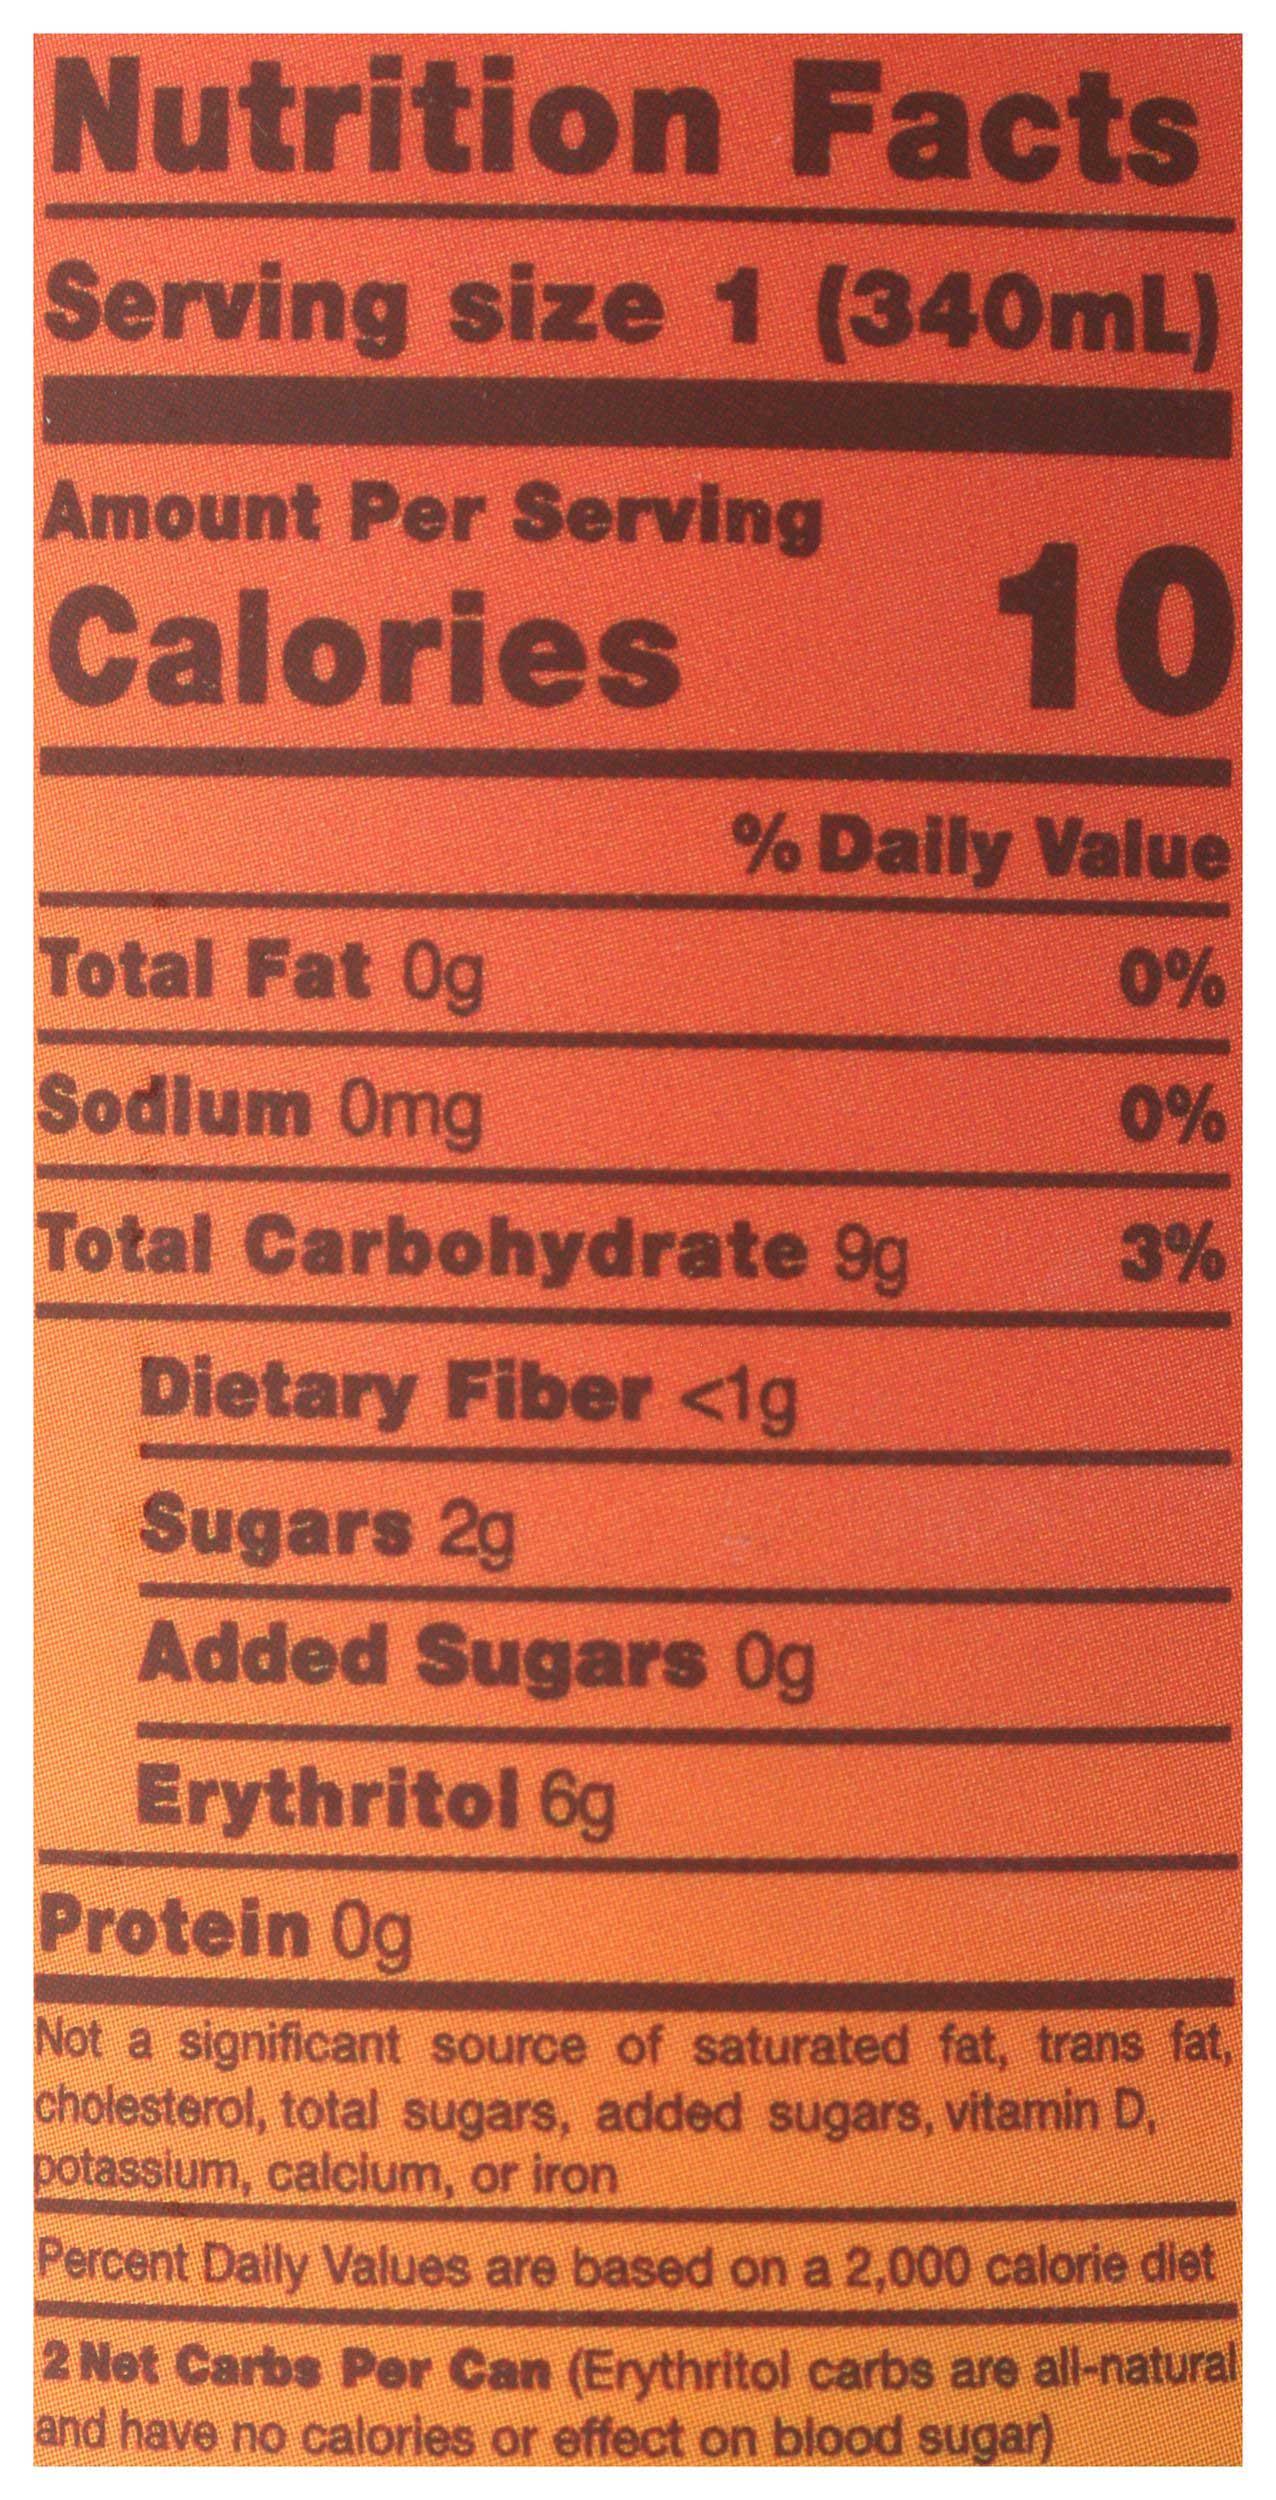 Nutrition Facts
Serving size 1 (340mL)
Amount Per Serving
Calories 10
% Daily Value
Total Fat 0g 0%
Sodium 0mg 0%
Total Carbohydrate 9g 3%
Dietary Fiber <1g
Sugars 2g
Added Sugars 0g
Erythritol 6g
Protein 0g
Not a significant source of saturated fat, trans fat,
cholesterol, total sugars, added sugars, vitamin D,
potassium, calcium, or iron
Percent Daily Values are based on a 2,000 calorie diet
2 Net Carbs Per Can (Erythritol carbs are all-natural
and have no calories or effect on blood sugar)